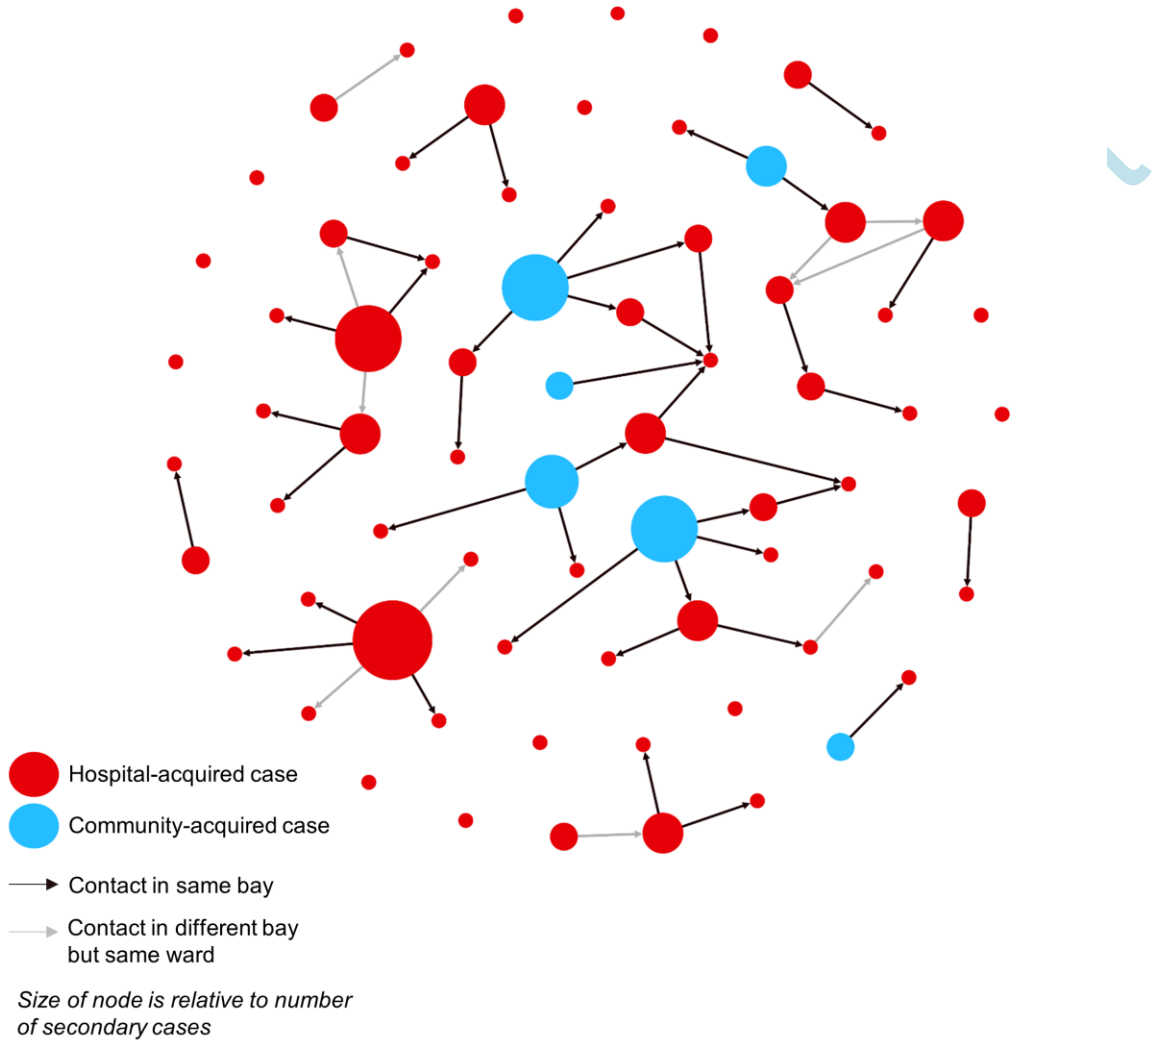 Hospital-acquired case
Community-acquired case
Contact in same bay
Contact in different bay
but same ward
Size of node is relative to number
of secondary cases